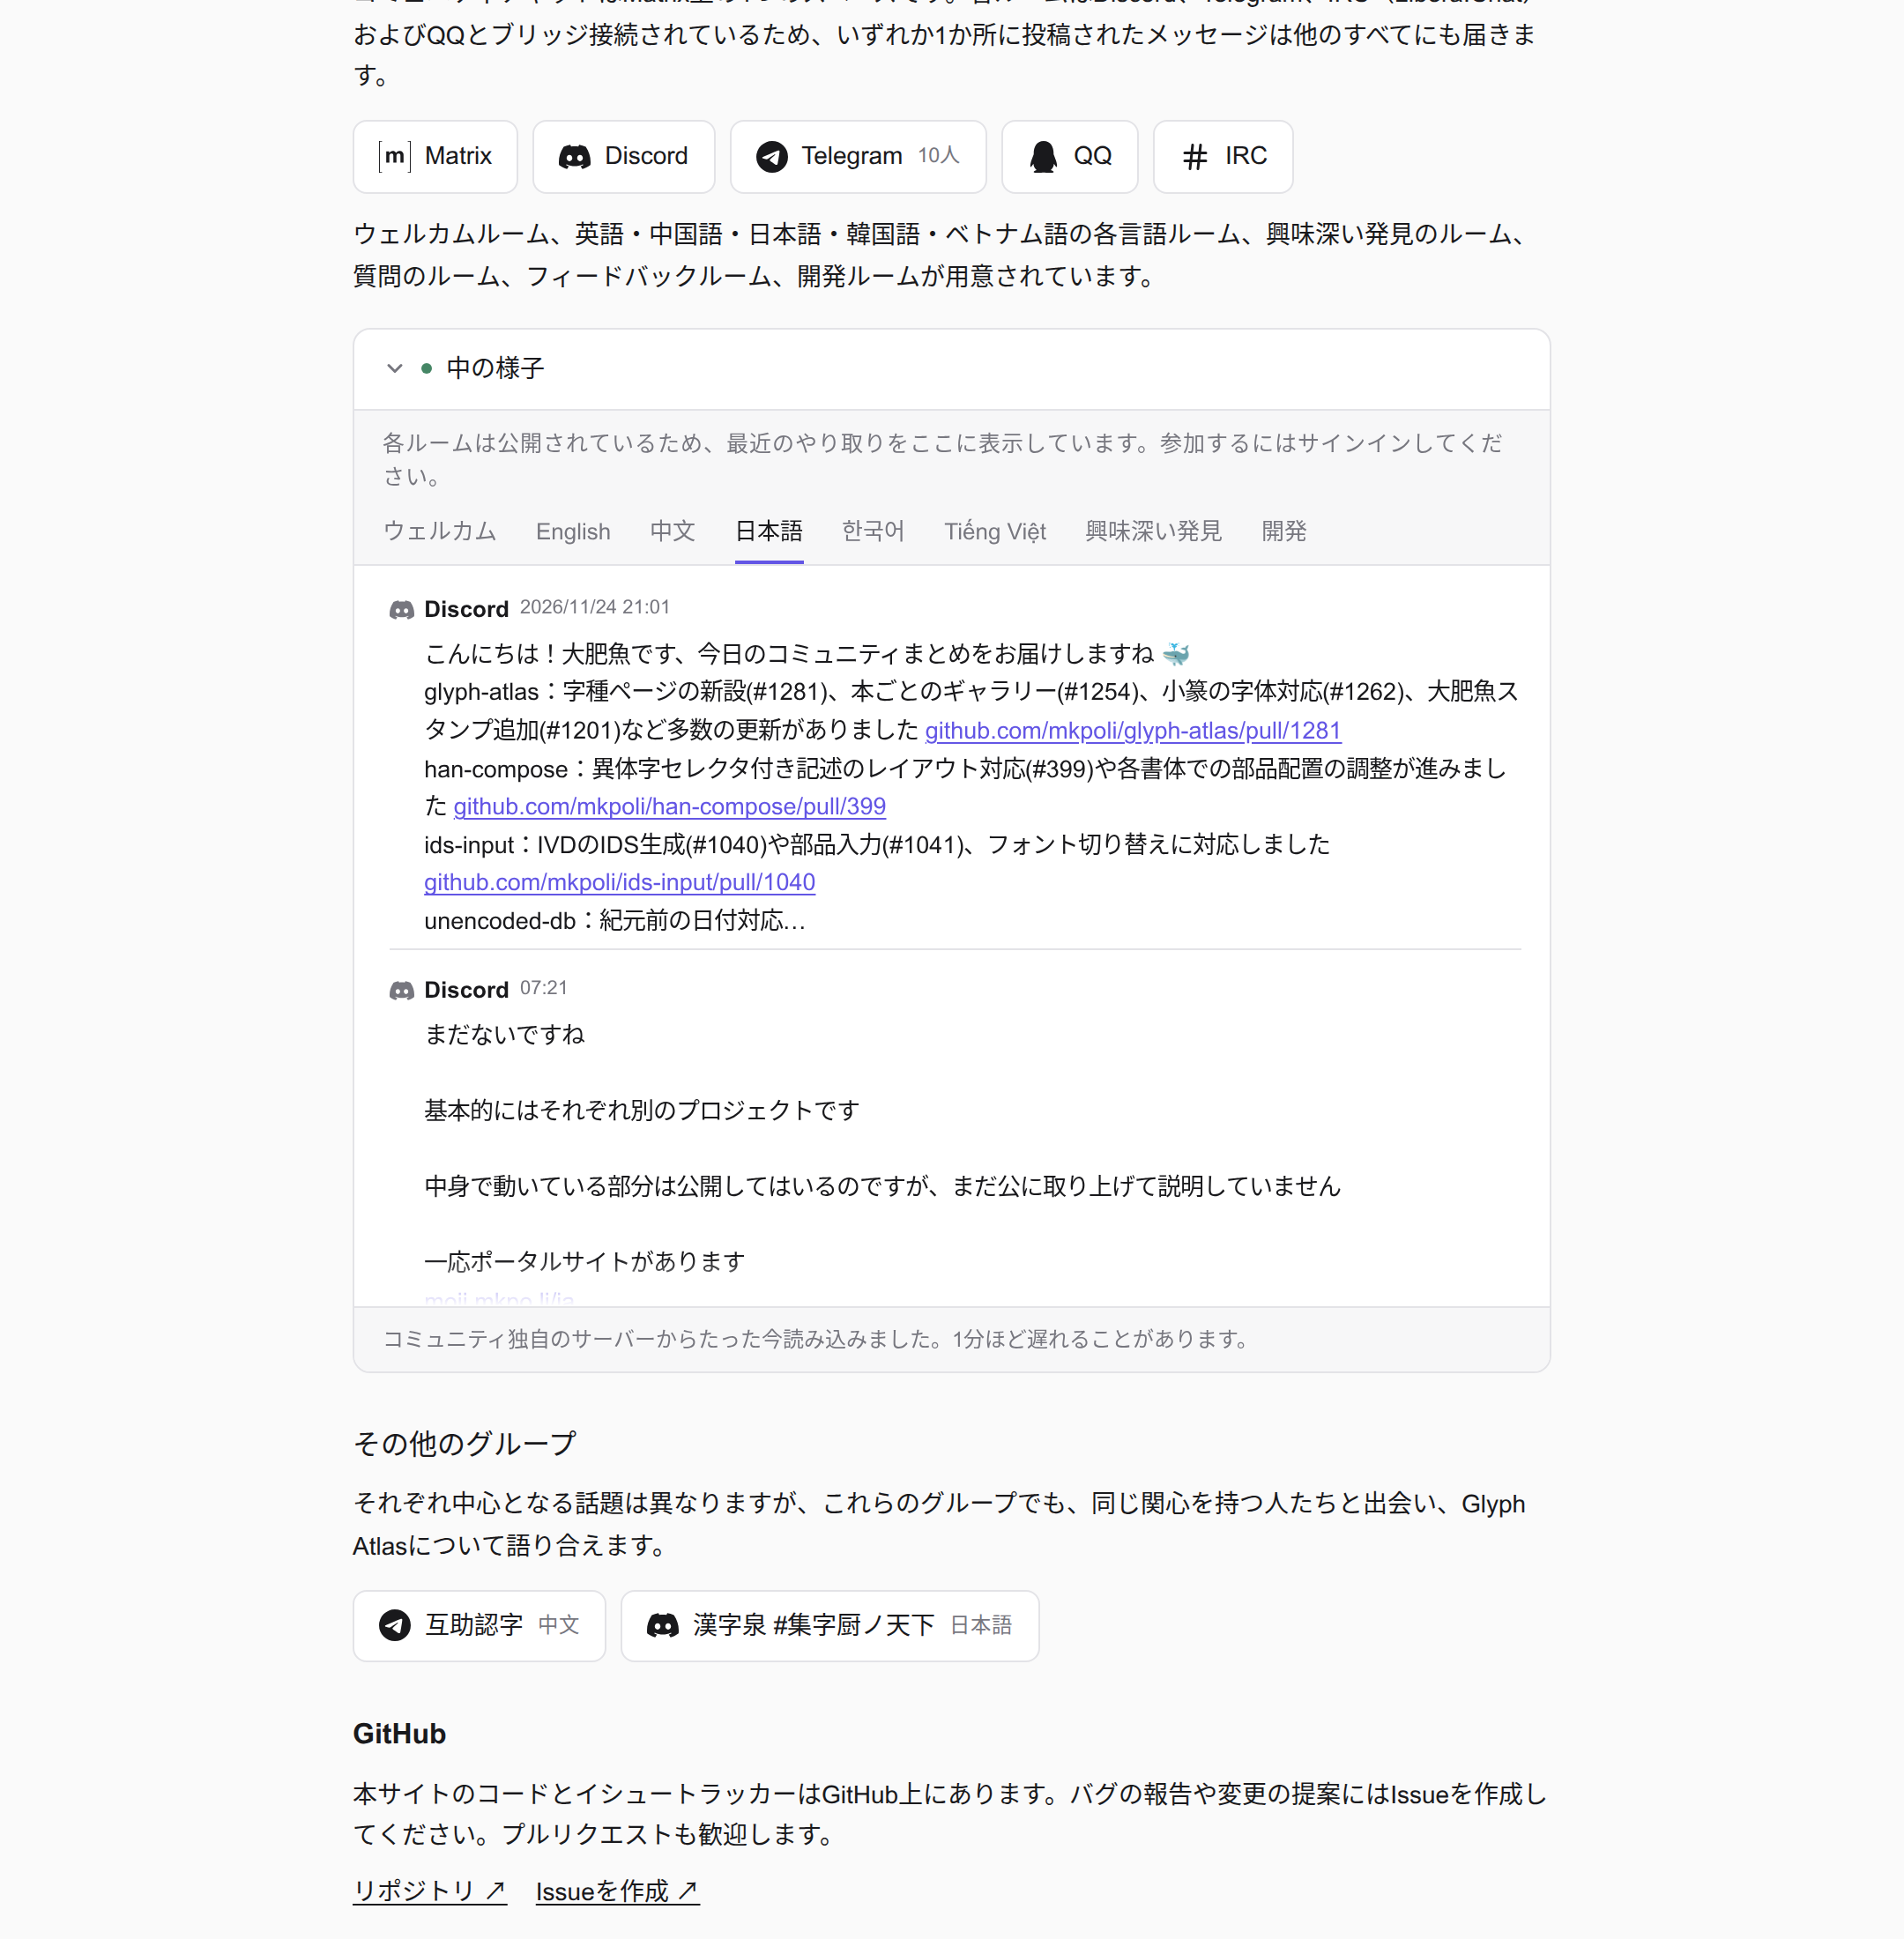 およびQQとブリッジ接続されているため、いずれか1か所に投稿されたメッセージは他のすべてにも届きま
す。
[m] Matrix
Discord
Telegram 10人
QQ
# IRC
ウェルカムルーム、英語・中国語・日本語・韓国語・ベトナム語の各言語ルーム、興味深い発見のルーム、
質問のルーム、フィードバックルーム、開発ルームが用意されています。
中の様子
各ルームは公開されているため、最近のやり取りをここに表示しています。参加するにはサインインしてくだ
さい。
ウェルカム English 中文 日本語 한국어 Tiếng Việt 興味深い発見 開発
Discord 2026/11/24 21:01
こんにちは！大肥魚です、今日のコミュニティまとめをお届けしますね 🐳
glyph-atlas：字種ページの新設(#1281)、本ごとのギャラリー(#1254)、小篆の字体対応(#1262)、大肥魚ス
タンプ追加(#1201)など多数の更新がありました github.com/mkpoli/glyph-atlas/pull/1281
han-compose：異体字セレクタ付き記述のレイアウト対応(#399)や各書体での部品配置の調整が進みまし
た github.com/mkpoli/han-compose/pull/399
ids-input：IVDのIDS生成(#1040)や部品入力(#1041)、フォント切り替えに対応しました
github.com/mkpoli/ids-input/pull/1040
unencoded-db：紀元前の日付対応…
Discord 07:21
まだないですね
基本的にはそれぞれ別のプロジェクトです
中身で動いている部分は公開してはいるのですが、まだ公に取り上げて説明していません
一応ポータルサイトがあります
moji.mkpo.li/ja
コミュニティ独自のサーバーからたった今読み込みました。1分ほど遅れることがあります。
その他のグループ
それぞれ中心となる話題は異なりますが、これらのグループでも、同じ関心を持つ人たちと出会い、Glyph
Atlasについて語り合えます。
互助認字 中文
漢字泉 #集字厨ノ天下 日本語
GitHub
本サイトのコードとイシュートラッカーはGitHub上にあります。バグの報告や変更の提案にはIssueを作成し
てください。プルリクエストも歓迎します。
リポジトリ ↗ Issueを作成 ↗